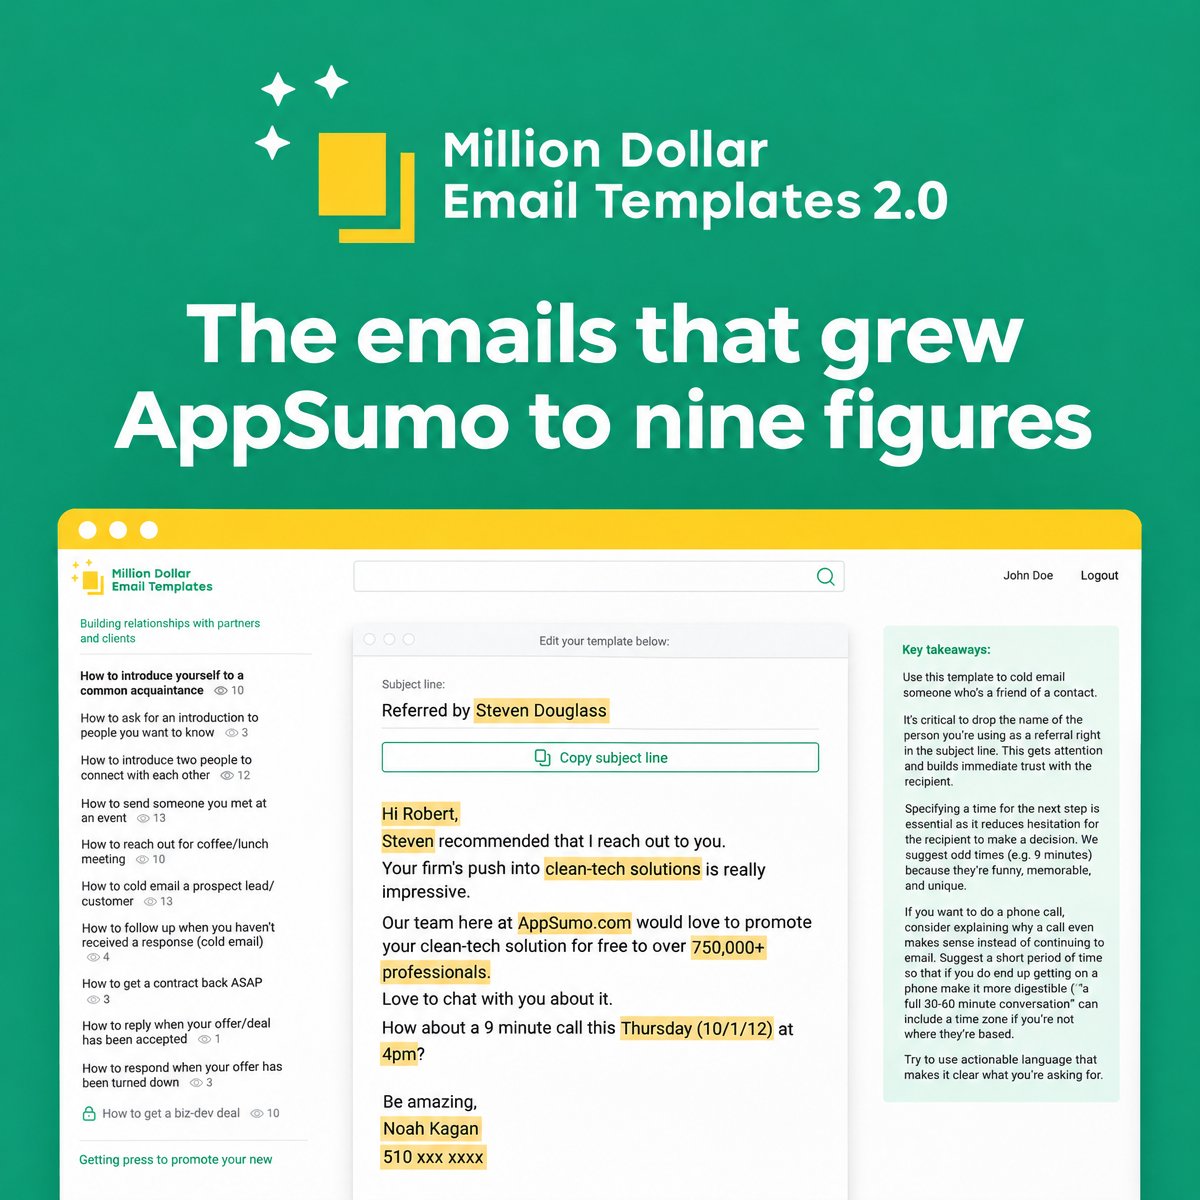 Million Dollar
Email Templates 2.0
The emails that grew
AppSumo to nine figures
Million Dollar
Email Templates
John Doe
Logout
Building relationships with partners
and clients
How to introduce yourself to a
common acquaintance 10
How to ask for an introduction to
people you want to know 3
How to introduce two people to
connect with each other 12
How to send someone you met at
an event 13
How to reach out for coffee/lunch
meeting 10
How to cold email a prospect lead/
customer 13
How to follow up when you haven't
received a response (cold email)
4
How to get a contract back ASAP
3
How to reply when your offer/deal
has been accepted 1
How to respond when your offer has
been turned down 3
How to get a biz-dev deal 10
Getting press to promote your new
Edit your template below:
Subject line:
Referred by Steven Douglass
Copy subject line
Hi Robert,
Steven recommended that I reach out to you.
Your firm's push into clean-tech solutions is really
impressive.
Our team here at AppSumo.com would love to promote
your clean-tech solution for free to over 750,000+
professionals.
Love to chat with you about it.
How about a 9 minute call this Thursday (10/1/12) at
4pm?
Be amazing,
Noah Kagan
510 xxx xxxx
Key takeaways:
Use this template to cold email
someone who's a friend of a contact.
It's critical to drop the name of the
person you're using as a referral right
in the subject line. This gets attention
and builds immediate trust with the
recipient.
Specifying a time for the next step is
essential as it reduces hesitation for
the recipient to make a decision. We
suggest odd times (e.g. 9 minutes)
because they're funny, memorable,
and unique.
If you want to do a phone call,
consider explaining why a call even
makes sense instead of continuing to
email. Suggest a short period of time
so that if you do end up getting on a
phone make it more digestible ("“a
full 30-60 minute conversation” can
include a time zone if you're not
where they're based.
Try to use actionable language that
makes it clear what you're asking for.